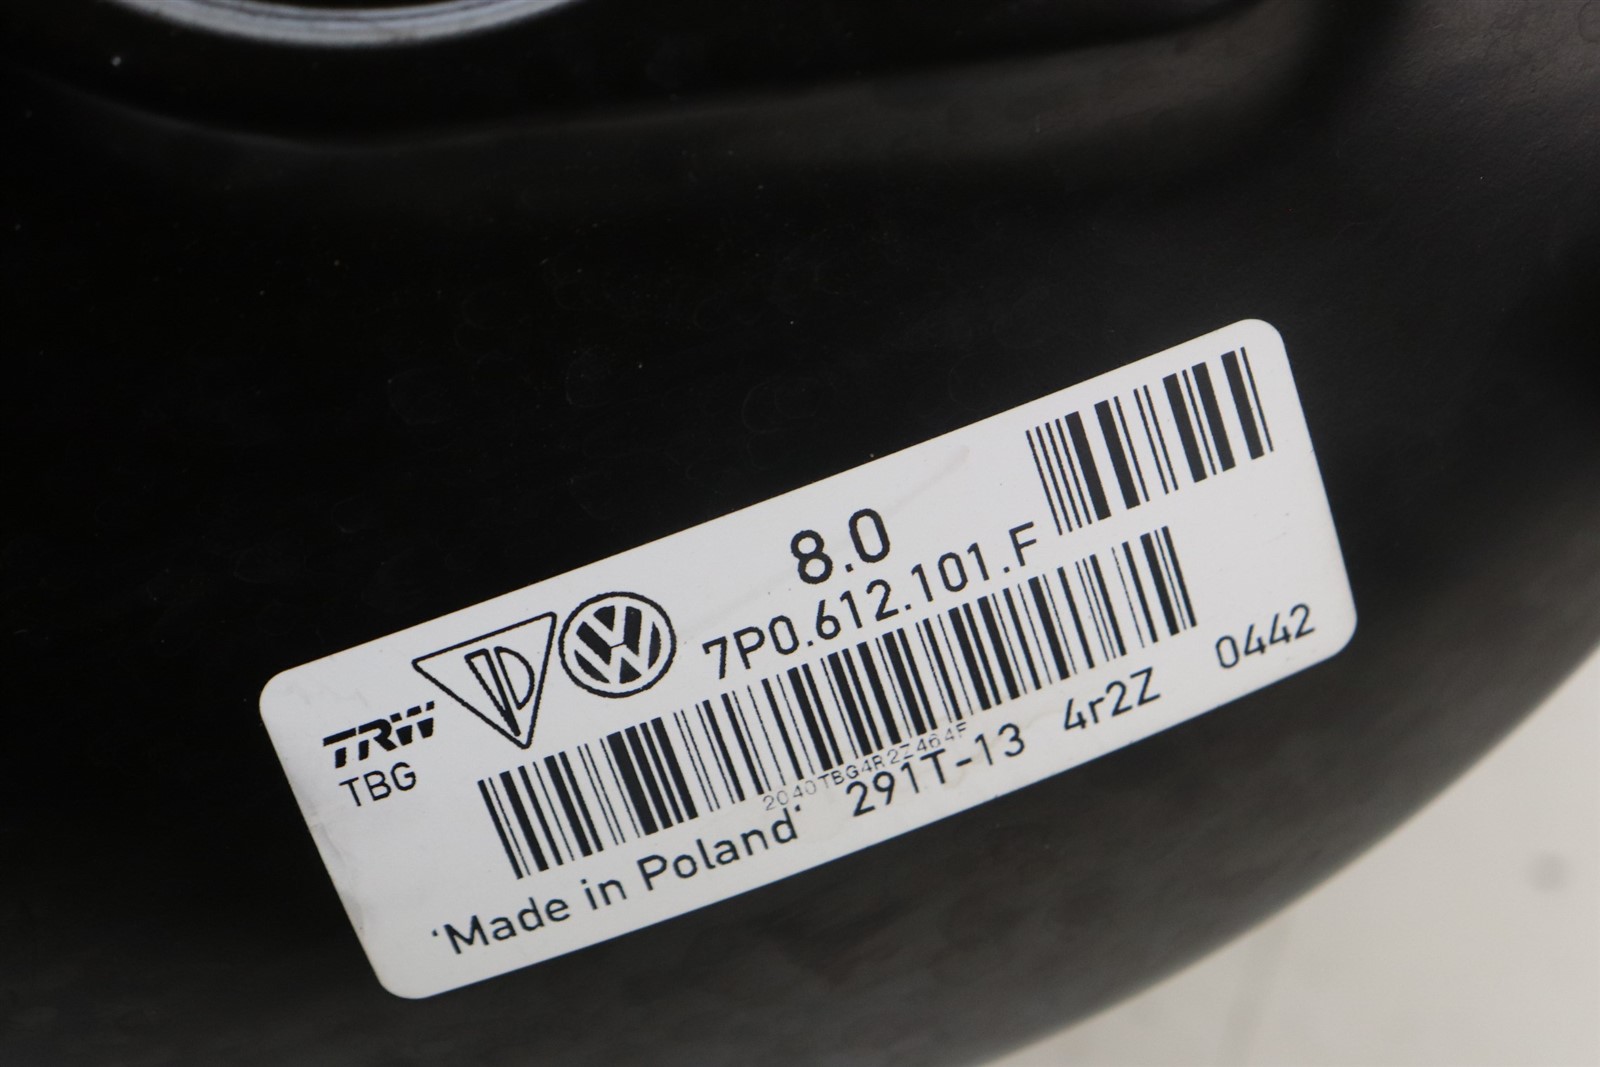 8.0
7P0.612.101.F
TRW
TBG
2040TBG4R2Z464F
'Made in Poland' 291T-13 4r2Z 0442